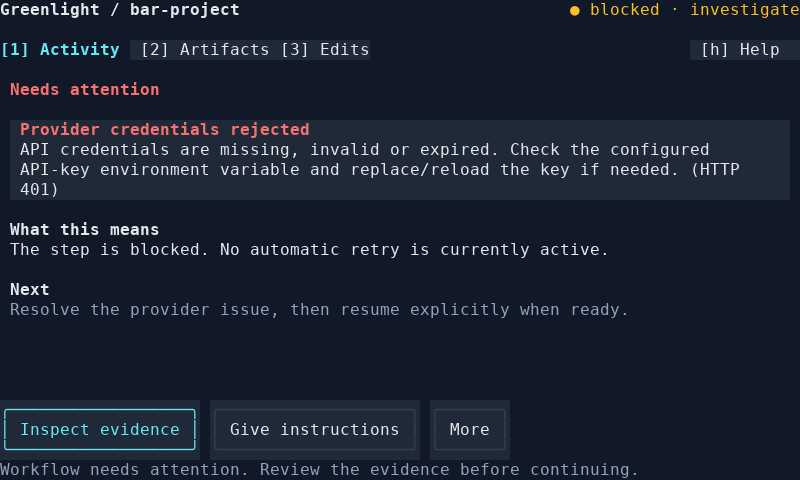 Greenlight / bar-project ● blocked · investigate
[1] Activity [2] Artifacts [3] Edits [h] Help
Needs attention
Provider credentials rejected
API credentials are missing, invalid or expired. Check the configured
API-key environment variable and replace/reload the key if needed. (HTTP
401)
What this means
The step is blocked. No automatic retry is currently active.
Next
Resolve the provider issue, then resume explicitly when ready.
Inspect evidence Give instructions More
Workflow needs attention. Review the evidence before continuing.